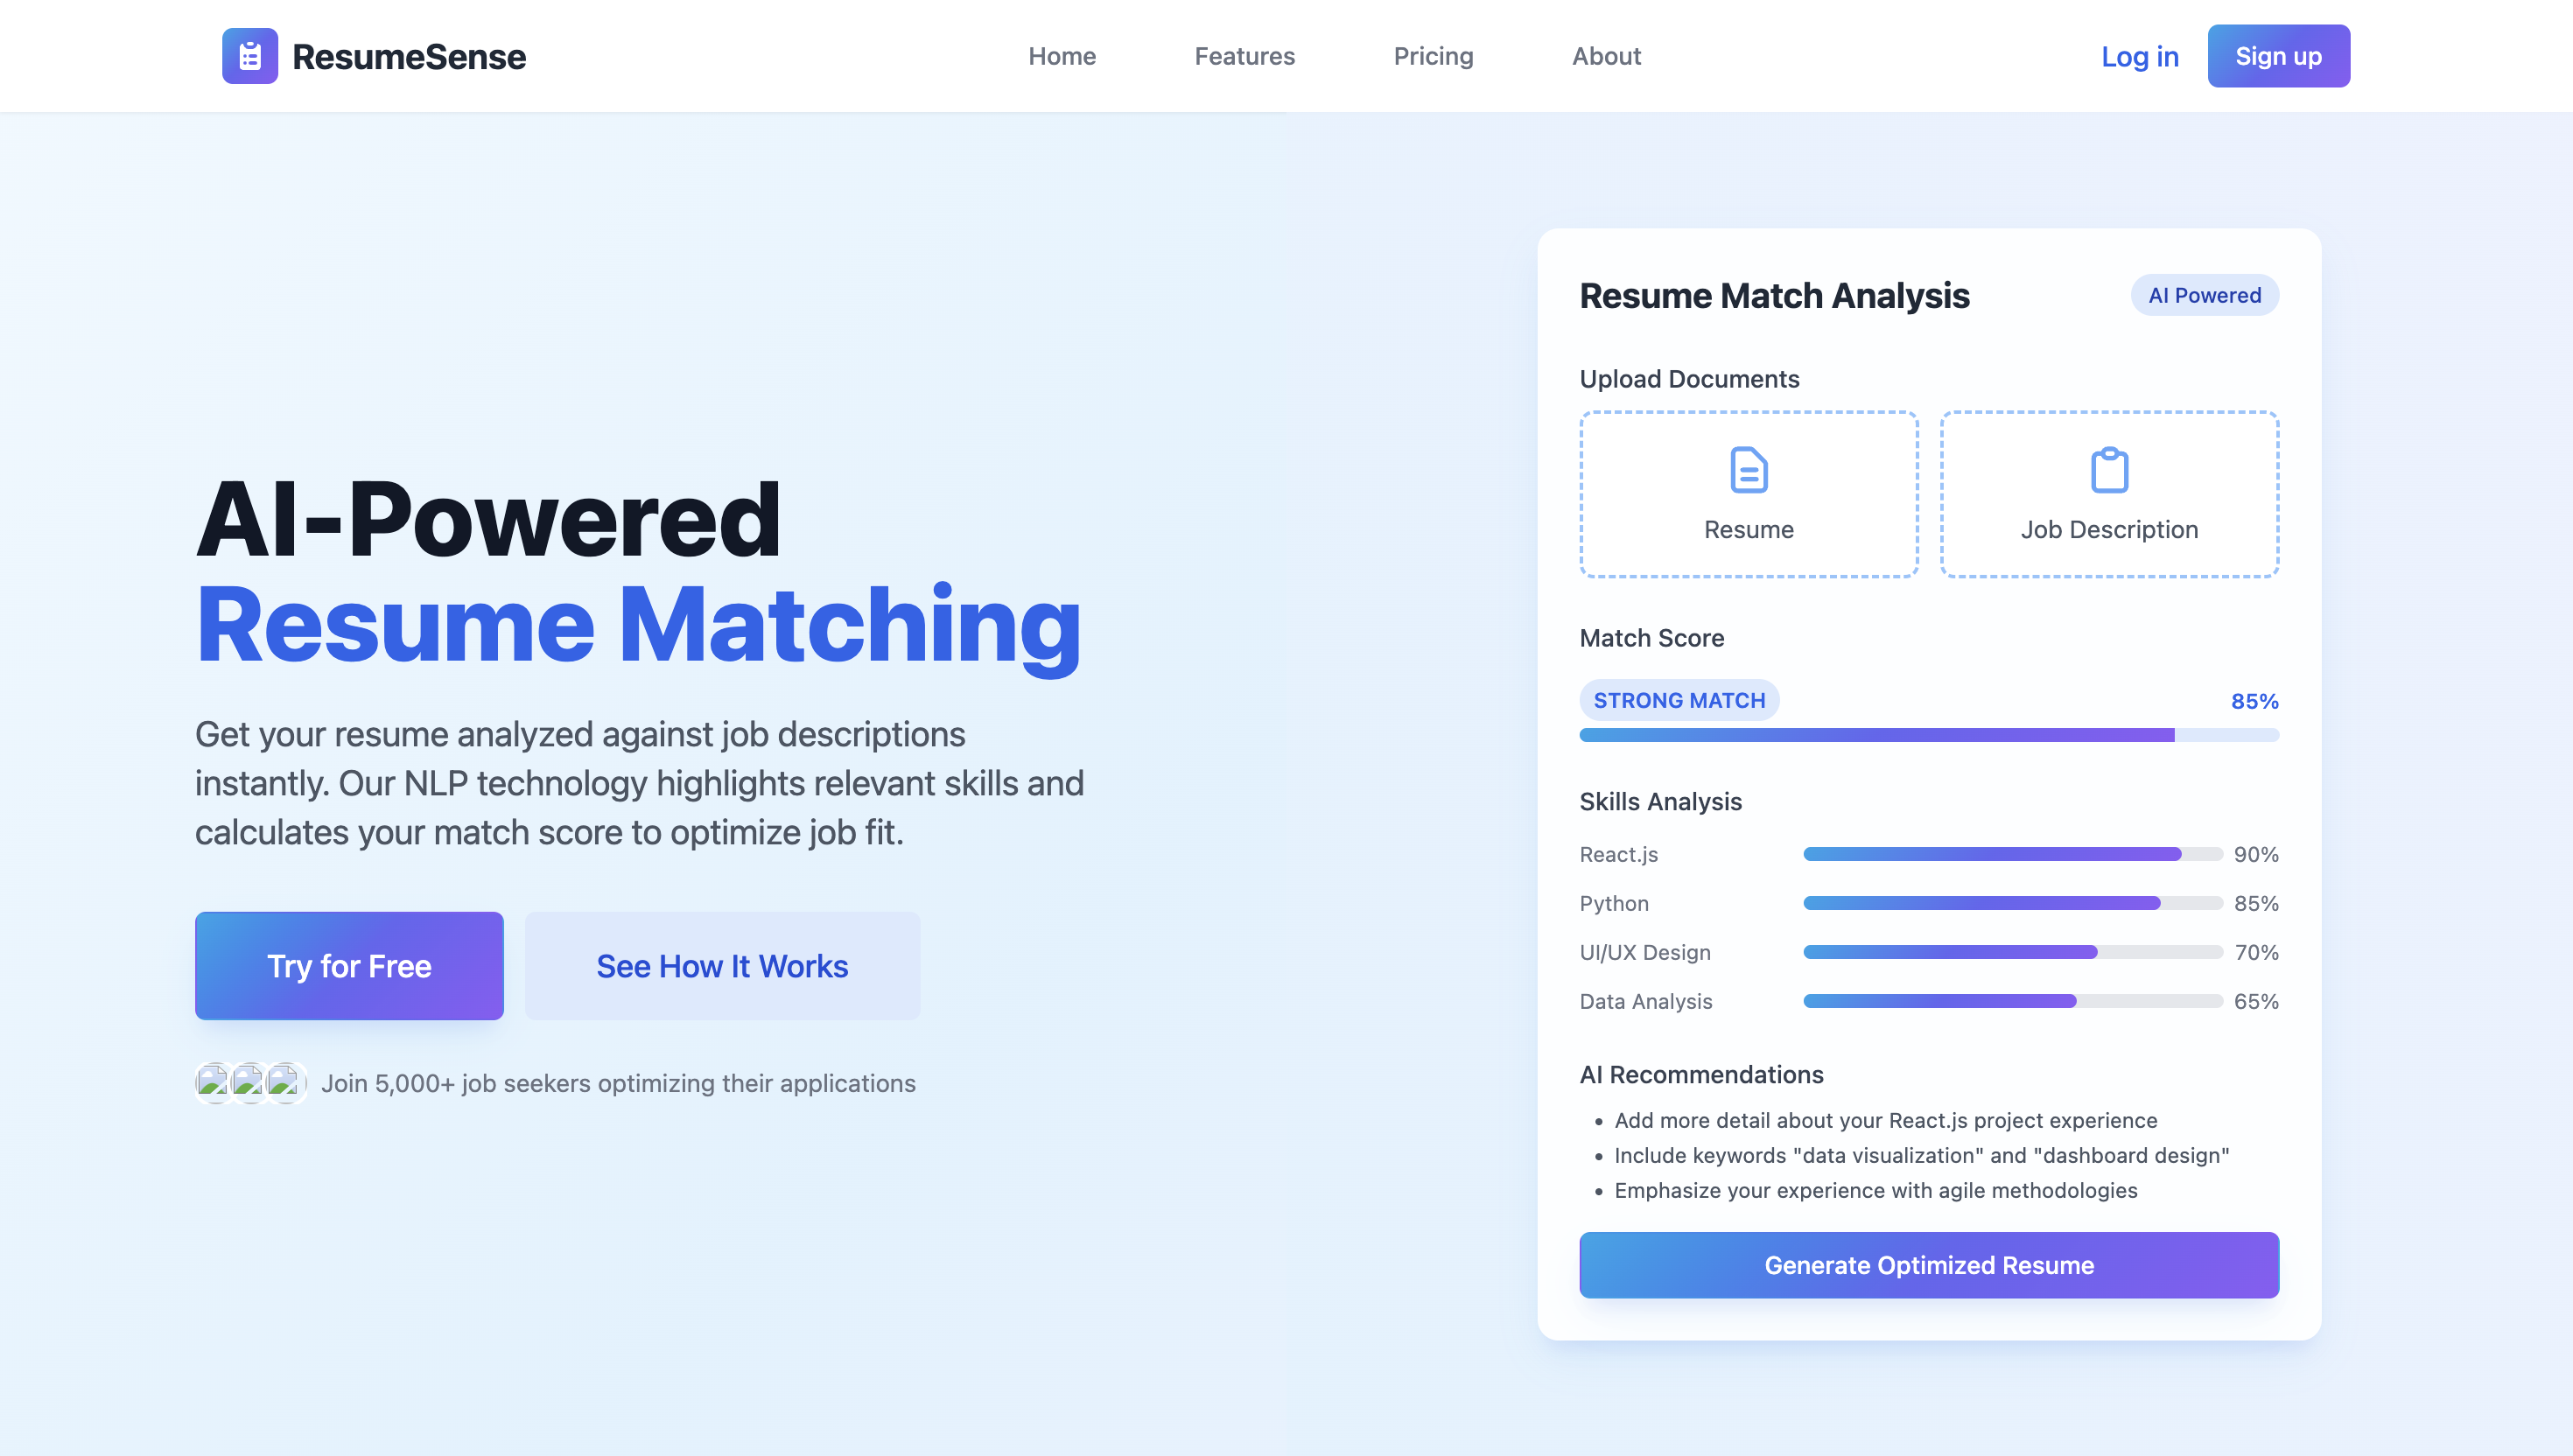 ResumeSense
Home
Features
Pricing
About
Log in
Sign up
AI-Powered
Resume Matching
Get your resume analyzed against job descriptions
instantly. Our NLP technology highlights relevant skills and
calculates your match score to optimize job fit.
Try for Free
See How It Works
Join 5,000+ job seekers optimizing their applications
Resume Match Analysis
AI Powered
Upload Documents
Resume
Job Description
Match Score
STRONG MATCH
85%
Skills Analysis
React.js
90%
Python
85%
UI/UX Design
70%
Data Analysis
65%
AI Recommendations
• Add more detail about your React.js project experience
• Include keywords "data visualization" and "dashboard design"
• Emphasize your experience with agile methodologies
Generate Optimized Resume